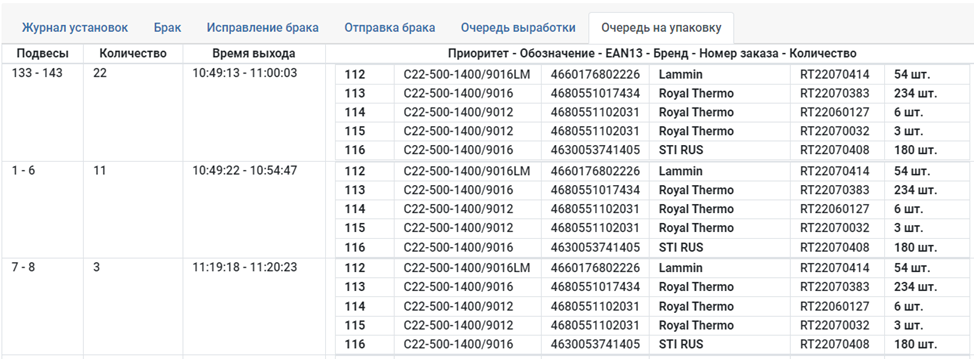 Журнал установок Брак Исправление брака Отправка брака Очередь выработки Очередь на упаковку
Подвесы Количество Время выхода Приоритет - Обозначение - EAN13 - Бренд - Номер заказа - Количество
133 - 143 22 10:49:13 - 11:00:03 112 C22-500-1400/9016LM 4660176802226 Lammin RT22070414 54 шт.
113 C22-500-1400/9016 4680551017434 Royal Thermo RT22070383 234 шт.
114 C22-500-1400/9012 4680551102031 Royal Thermo RT22060127 6 шт.
115 C22-500-1400/9012 4680551102031 Royal Thermo RT22070032 3 шт.
116 C22-500-1400/9016 4630053741405 STI RUS RT22070408 180 шт.
1 - 6 11 10:49:22 - 10:54:47 112 C22-500-1400/9016LM 4660176802226 Lammin RT22070414 54 шт.
113 C22-500-1400/9016 4680551017434 Royal Thermo RT22070383 234 шт.
114 C22-500-1400/9012 4680551102031 Royal Thermo RT22060127 6 шт.
115 C22-500-1400/9012 4680551102031 Royal Thermo RT22070032 3 шт.
116 C22-500-1400/9016 4630053741405 STI RUS RT22070408 180 шт.
7 - 8 3 11:19:18 - 11:20:23 112 C22-500-1400/9016LM 4660176802226 Lammin RT22070414 54 шт.
113 C22-500-1400/9016 4680551017434 Royal Thermo RT22070383 234 шт.
114 C22-500-1400/9012 4680551102031 Royal Thermo RT22060127 6 шт.
115 C22-500-1400/9012 4680551102031 Royal Thermo RT22070032 3 шт.
116 C22-500-1400/9016 4630053741405 STI RUS RT22070408 180 шт.